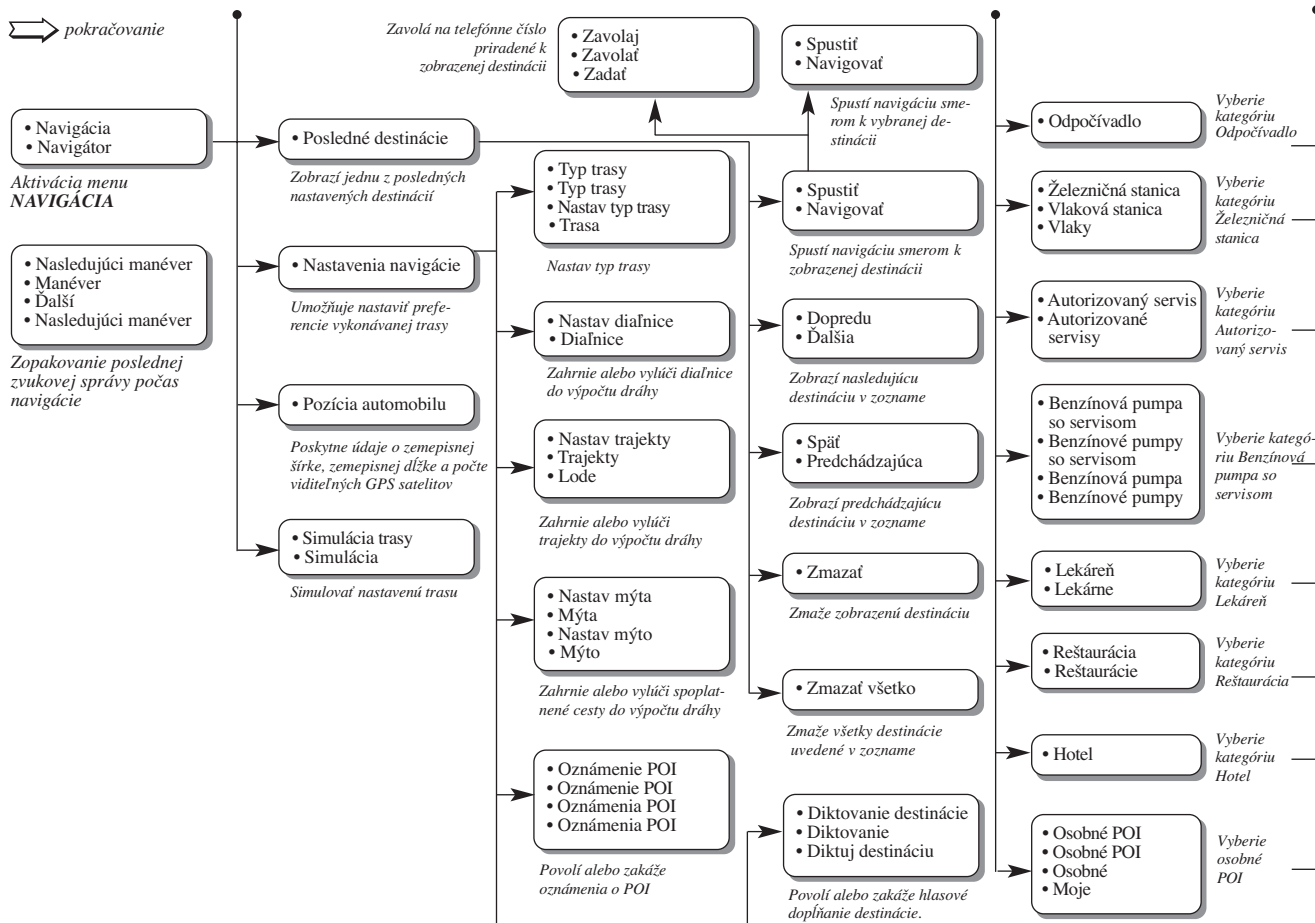 pokračovanie
• Navigácia
• Navigátor
Aktivácia menu
NAVIGÁCIA
• Nasledujúci manéver
• Manéver
• Ďalší
• Nasledujúci manéver
Zopakovanie poslednej
zvukovej správy počas
navigácie
• Posledné destinácie
Zobrazí jednu z posledných
nastavených destinácií
• Nastavenia navigácie
Umožňuje nastaviť prefe-
rencie vykonávanej trasy
• Pozícia automobilu
Poskytne údaje o zemepisnej
šírke, zemepisnej dĺžke a počte
viditeľných GPS satelitov
• Simulácia trasy
• Simulácia
Simulovať nastavenú trasu
Zavolá na telefónne číslo
priradené k
zobrazenej destinácii
• Zavolaj
• Zavolať
• Zadať
• Typ trasy
• Typ trasy
• Nastav typ trasy
• Trasa
Nastav typ trasy
• Nastav diaľnice
• Diaľnice
Zahrnie alebo vylúči diaľnice
do výpočtu dráhy
• Nastav trajekty
• Trajekty
• Lode
Zahrnie alebo vylúči
trajekty do výpočtu dráhy
• Nastav mýta
• Mýta
• Nastav mýto
• Mýto
Zahrnie alebo vylúči spoplat-
nené cesty do výpočtu dráhy
• Oznámenie POI
• Oznámenie POI
• Oznámenia POI
• Oznámenia POI
Povolí alebo zakáže
oznámenia o POI
• Spustiť
• Navigovať
Spustí navigáciu sme-
rom k vybranej de-
stinácii
• Spustiť
• Navigovať
Spustí navigáciu smerom k
zobrazenej destinácii
• Dopredu
• Ďalšia
Zobrazí nasledujúcu
destináciu v zozname
• Späť
• Predchádzajúca
Zobrazí predchádzajúcu
destináciu v zozname
• Zmazať
Zmaže zobrazenú destináciu
• Zmazať všetko
Zmaže všetky destinácie
uvedené v zozname
• Diktovanie destinácie
• Diktovanie
• Diktuj destináciu
Povolí alebo zakáže hlasové
dopĺňanie destinácie.
• Odpočívadlo
Vyberie
kategóriu
Odpočívadlo
• Železničná stanica
• Vlaková stanica
• Vlaky
Vyberie
kategóriu
Železničná
stanica
• Autorizovaný servis
• Autorizované
servisy
Vyberie
kategóriu
Autorizo-
vaný servis
• Benzínová pumpa
so servisom
• Benzínové pumpy
so servisom
• Benzínová pumpa
• Benzínové pumpy
Vyberie kategó-
riu Benzínová
pumpa so
servisom
• Lekáreň
• Lekárne
Vyberie
kategóriu
Lekáreň
• Reštaurácia
• Reštaurácie
Vyberie
kategóriu
Reštaurácia
• Hotel
Vyberie
kategóriu
Hotel
• Osobné POI
• Osobné POI
• Osobné
• Moje
Vyberie
osobné
POI